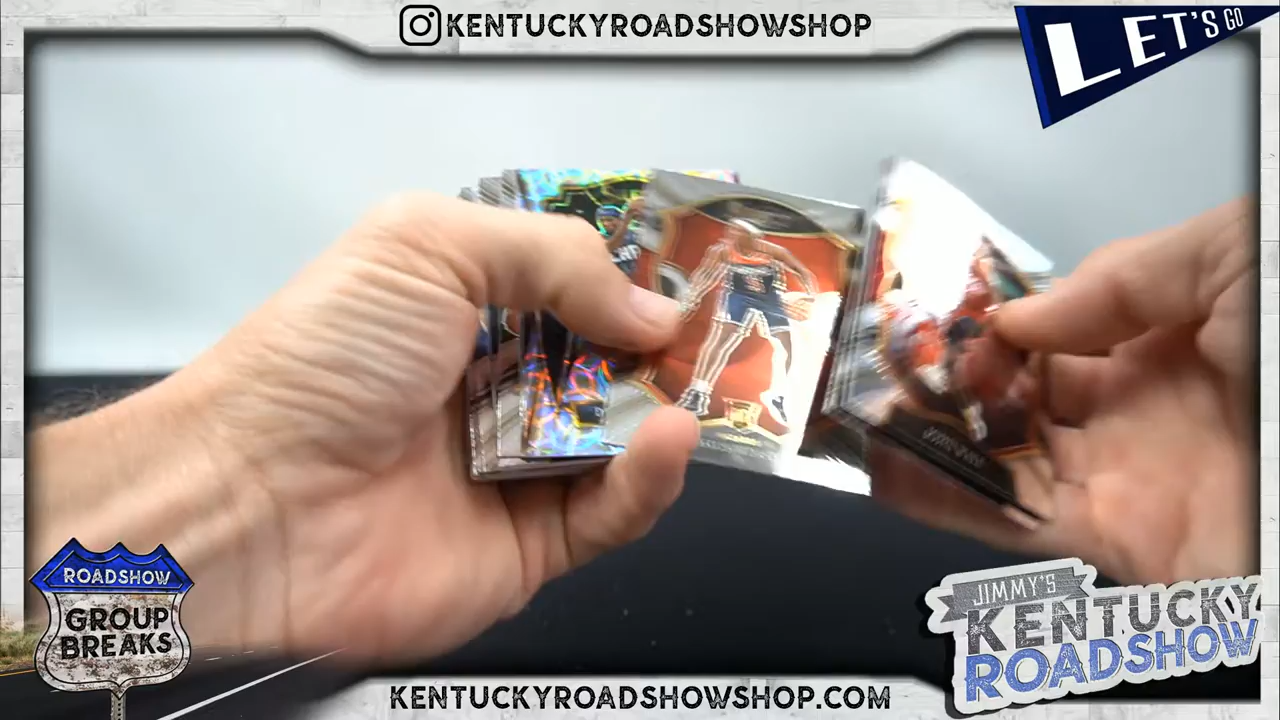 KENTUCKYROADSHOWSHOP
LET'S GO
ROADSHOW
GROUP
BREAKS
JIMMY'S
KENTUCKY
ROADSHOW
KENTUCKYROADSHOWSHOP.COM